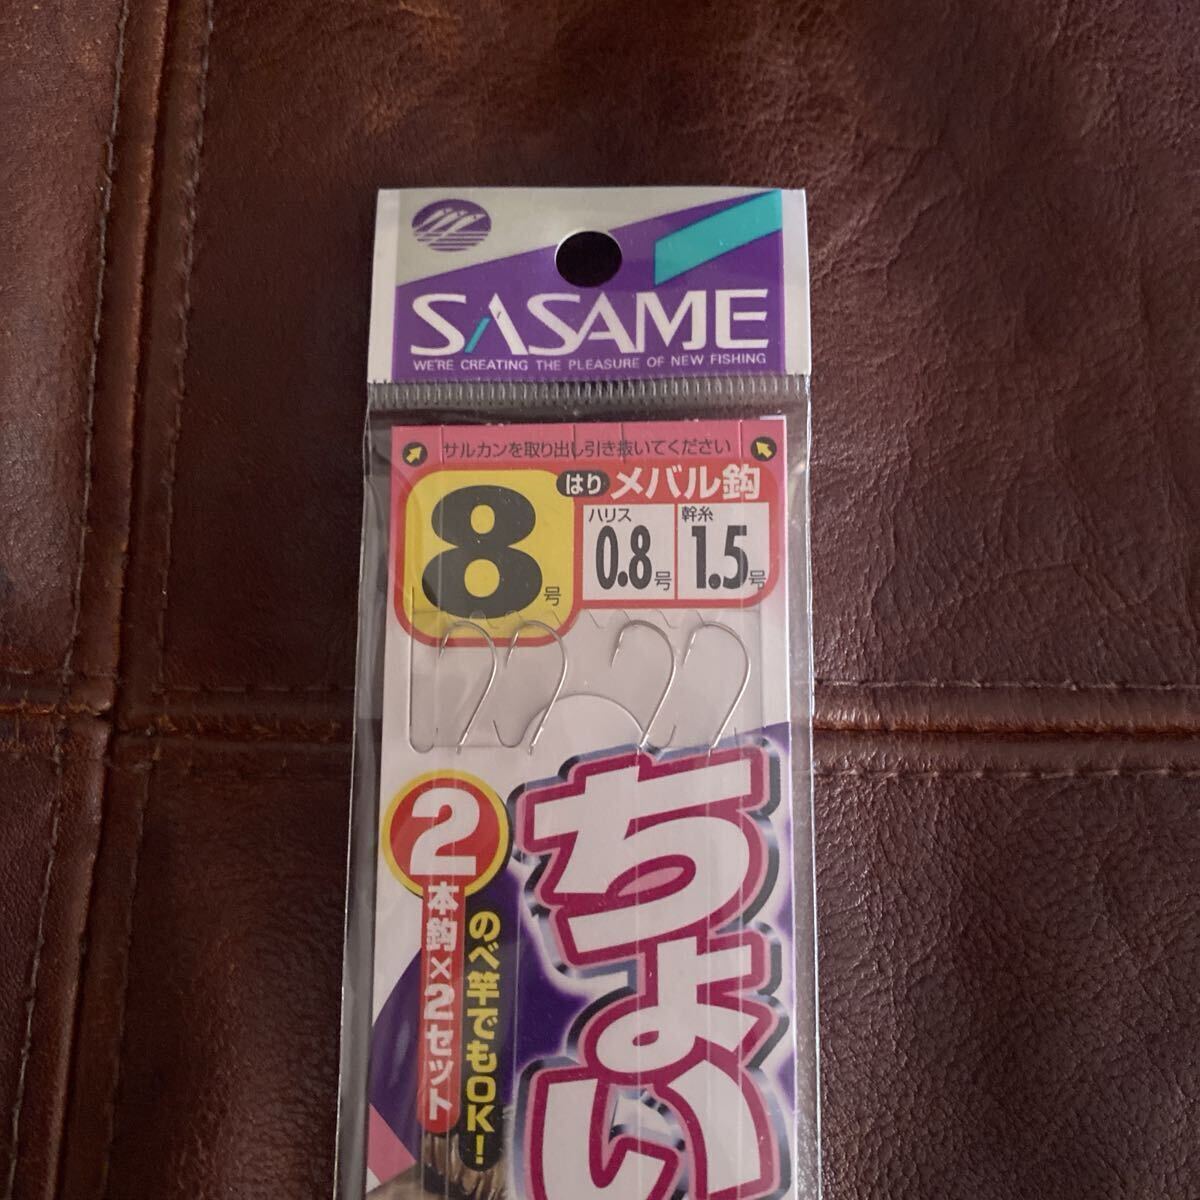 SASAME
WE'RE CREATING THE PLEASURE OF NEW FISHING
サルカンを取り出し引き抜いてください
8号
はり メバル鈎
ハリス 0.8号
幹糸 1.5号
2本鈎×2セット
のべ竿でもOK!
ちょい